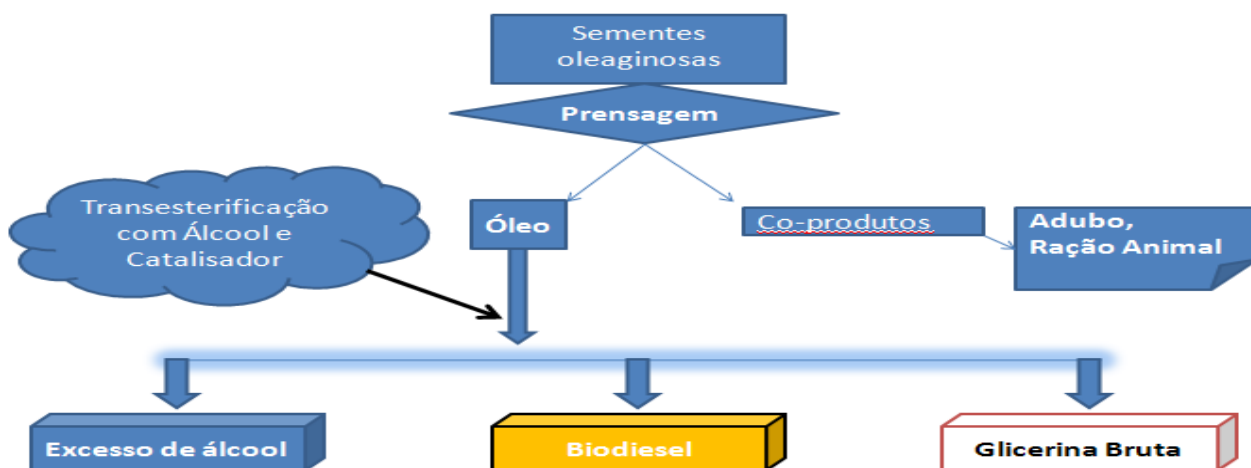 Sementes
oleaginosas
Prensagem
Transesterificação
com Álcool e
Catalisador
Óleo
Co-produtos
Adubo,
Ração Animal
Excesso de álcool
Biodiesel
Glicerina Bruta